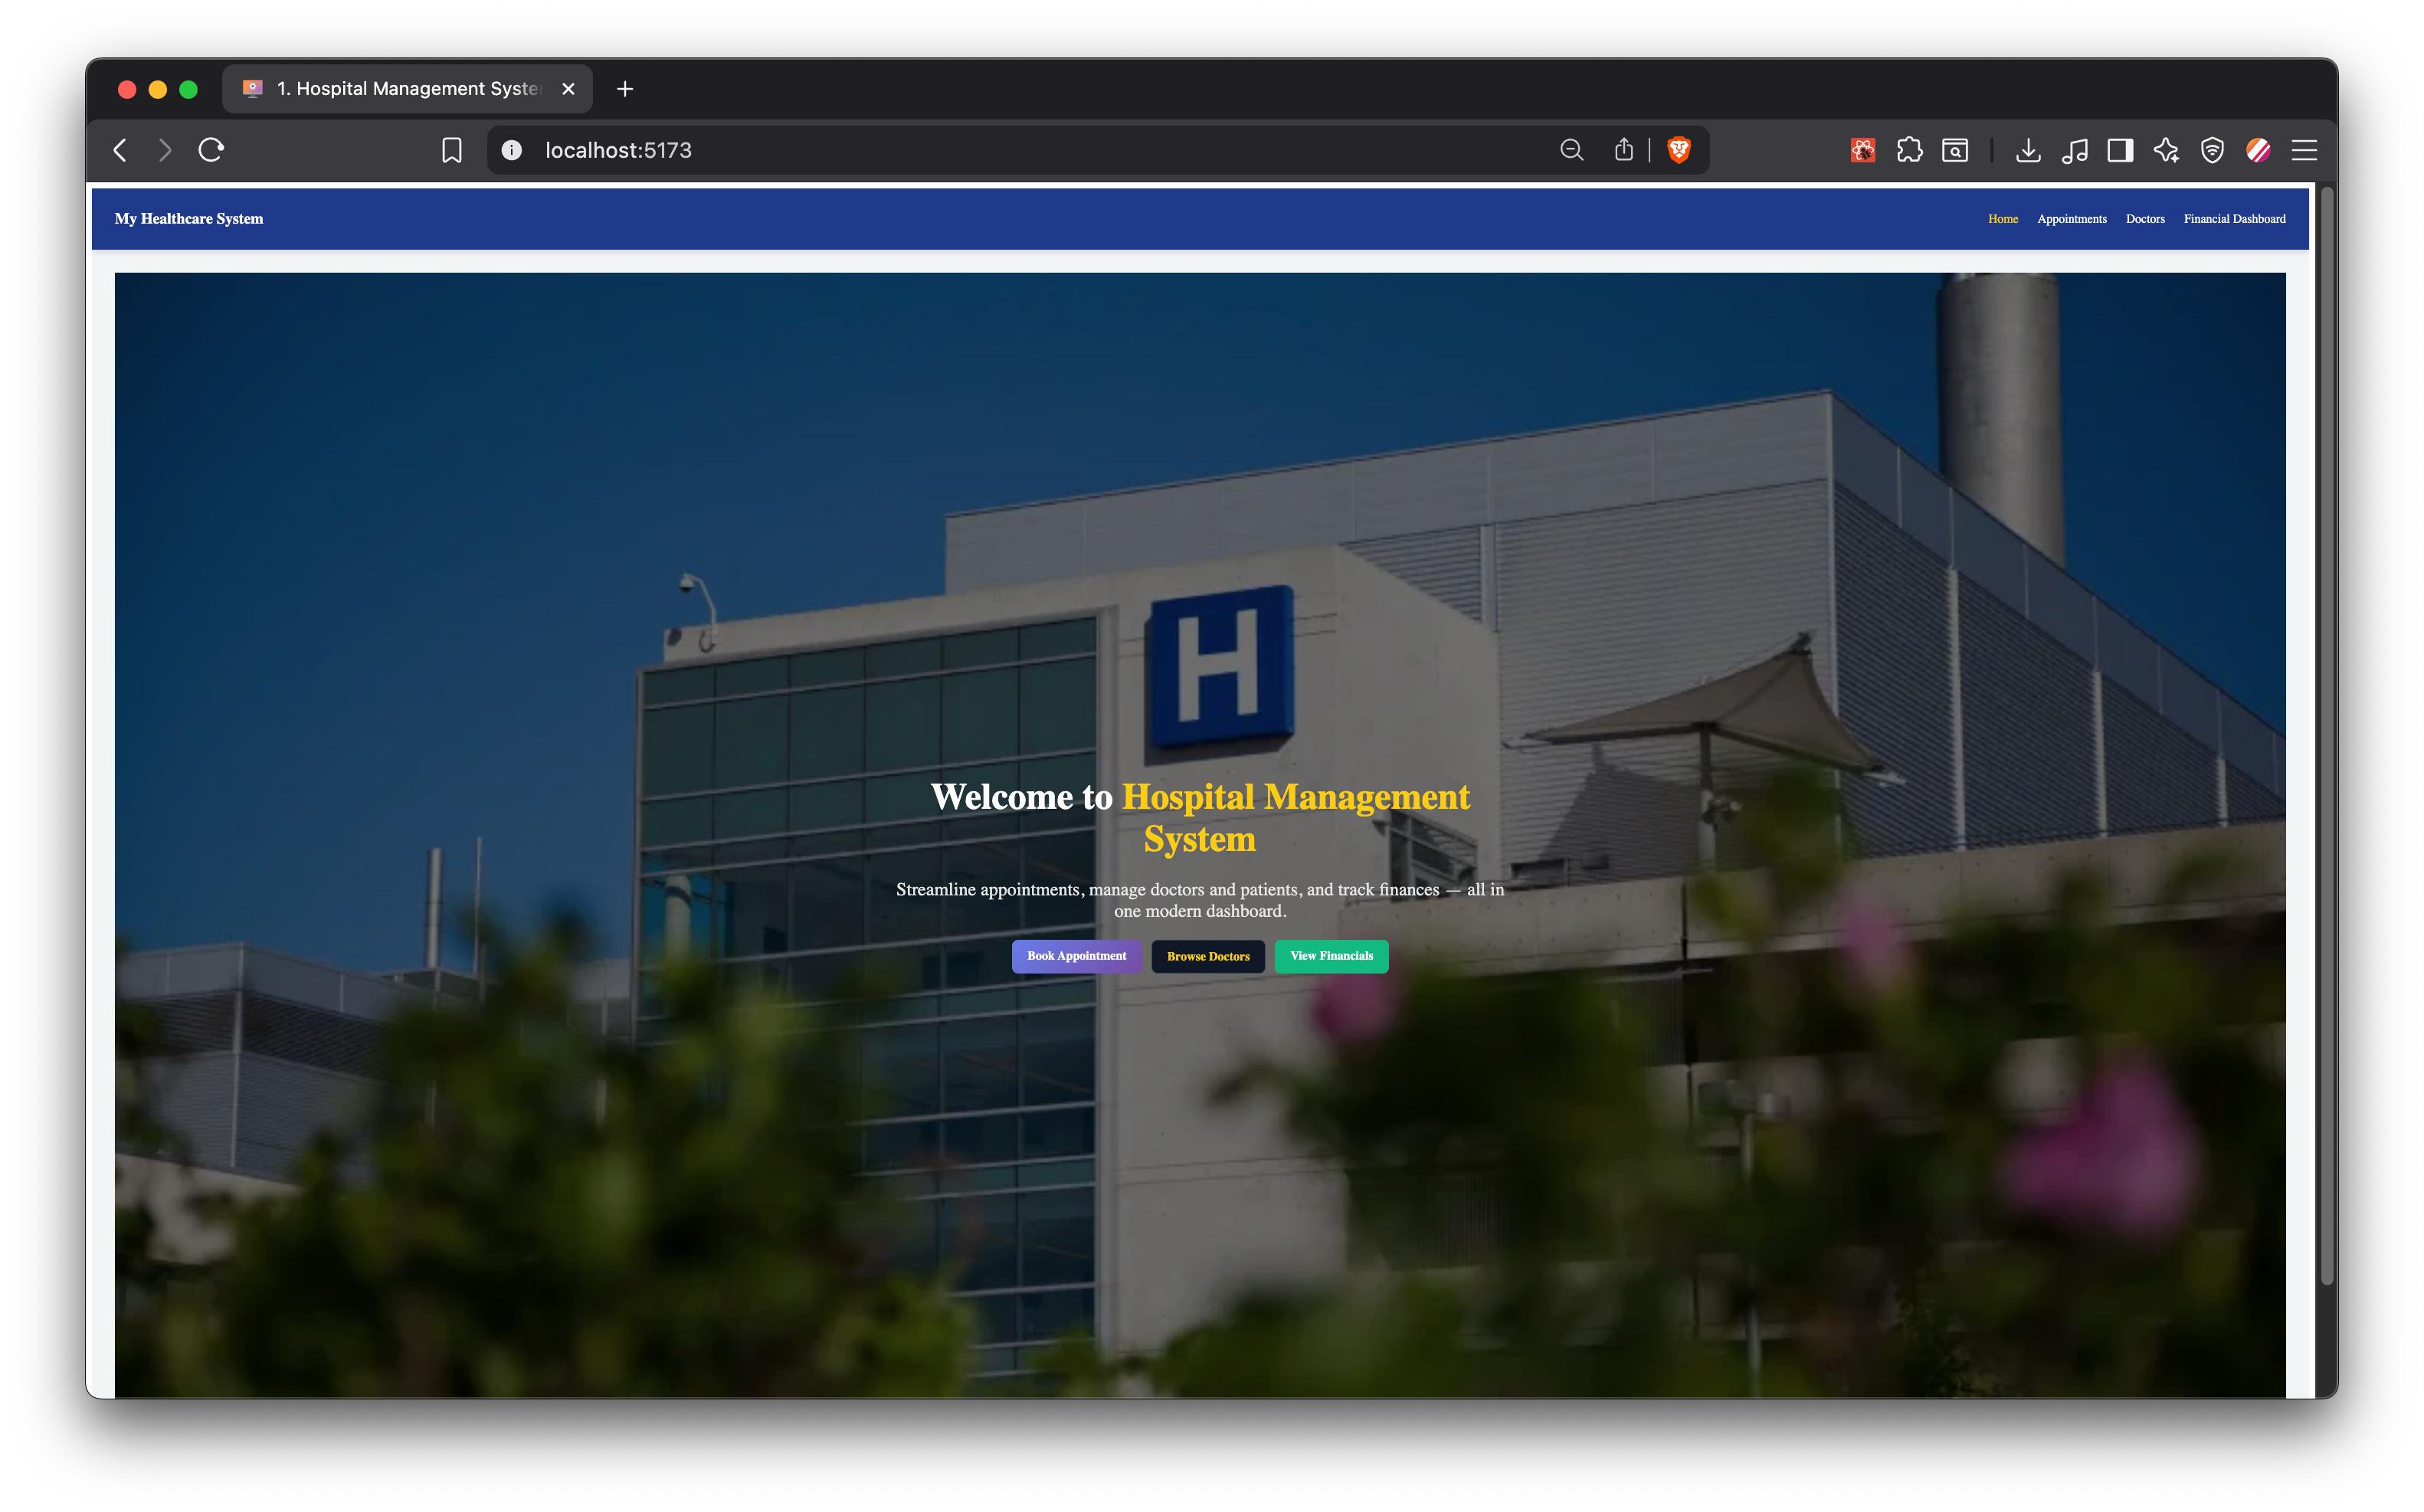 1. Hospital Management Syste
localhost:5173
My Healthcare System
Home Appointments Doctors Financial Dashboard
H
Welcome to Hospital Management
System
Streamline appointments, manage doctors and patients, and track finances — all in
one modern dashboard.
Book Appointment Browse Doctors View Financials